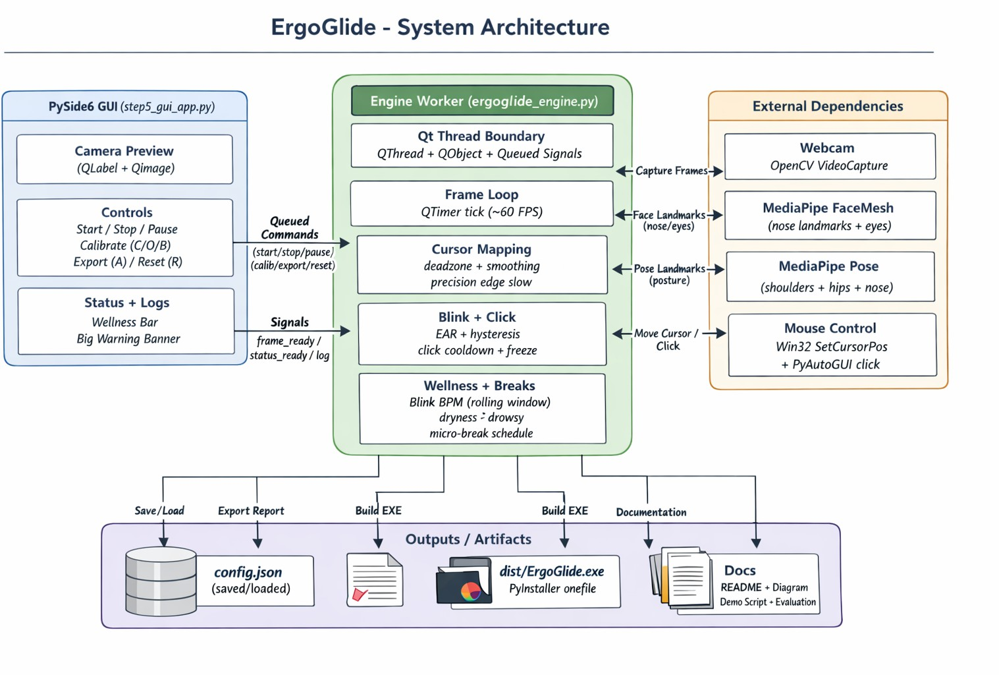 ErgoGlide - System Architecture
PySide6 GUI (step5_gui_app.py)
Camera Preview
(QLabel + Qimage)
Controls
Start / Stop / Pause
Calibrate (C/O/B)
Export (A) / Reset (R)
Status + Logs
Wellness Bar
Big Warning Banner
Queued
Commands
(start/stop/pause)
(calib/export/reset)
Signals
frame_ready /
status_ready / log
Engine Worker (ergoglide_engine.py)
Qt Thread Boundary
QThread + QObject + Queued Signals
Frame Loop
QTimer tick (~60 FPS)
Cursor Mapping
deadzone + smoothing
precision edge slow
Blink + Click
EAR + hysteresis
click cooldown + freeze
Wellness + Breaks
Blink BPM (rolling window)
dryness : drowsy
micro-break schedule
Capture Frames
Face Landmarks
(nose/eyes)
Pose Landmarks
(posture)
Move Cursor /
Click
External Dependencies
Webcam
OpenCV VideoCapture
MediaPipe FaceMesh
(nose landmarks + eyes)
MediaPipe Pose
(shoulders + hips + nose)
Mouse Control
Win32 SetCursorPos
+ PyAutoGUI click
Save/Load
Export Report
Build EXE
Build EXE
Documentation
Outputs / Artifacts
config.json
(saved/loaded)
dist/ErgoGlide.exe
PyInstaller onefile
Docs
README + Diagram
Demo Script + Evaluation